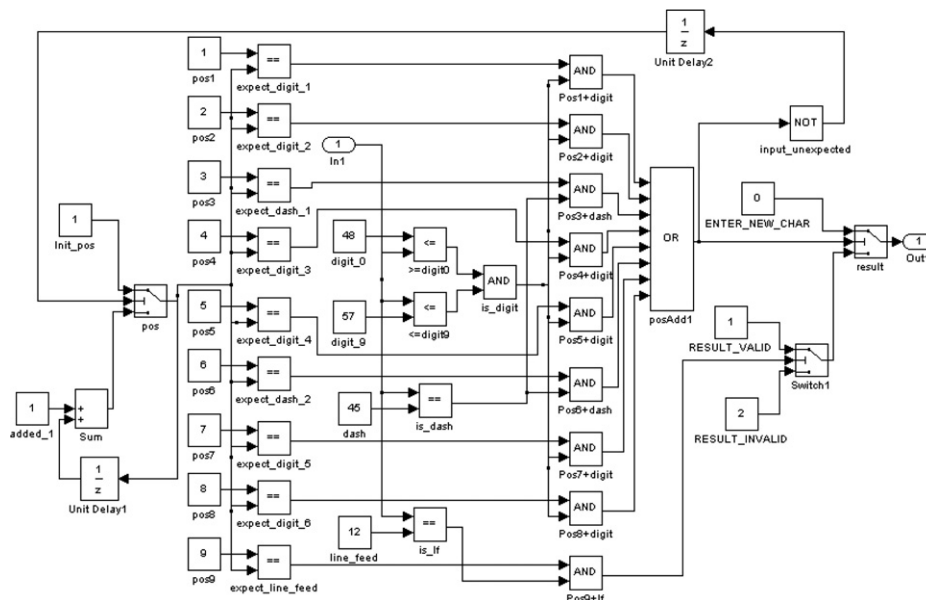 1
z
Unit Delay2
1
pos1
==
expect_digit_1
AND
Pos1+digit
2
pos2
==
expect_digit_2
AND
Pos2+digit
NOT
input_unexpected
1
In1
3
pos3
==
expect_dash_1
AND
Pos3+dash
0
ENTER_NEW_CHAR
1
Init_pos
4
pos4
==
expect_digit_3
48
digit_0
<=
>=digit0
AND
is_digit
AND
Pos4+digit
OR
posAdd1
result
1
Out
pos
5
pos5
==
expect_digit_4
57
digit_9
<=
<=digit9
AND
Pos5+digit
1
RESULT_VALID
Switch1
6
pos6
==
expect_dash_2
45
dash
==
is_dash
AND
Pos6+dash
1
added_1
+
+
Sum
2
RESULT_INVALID
7
pos7
==
expect_digit_5
AND
Pos7+digit
1
z
Unit Delay1
8
pos8
==
expect_digit_6
AND
Pos8+digit
12
line_feed
==
is_lf
9
pos9
==
expect_line_feed
AND
Pos9+lf